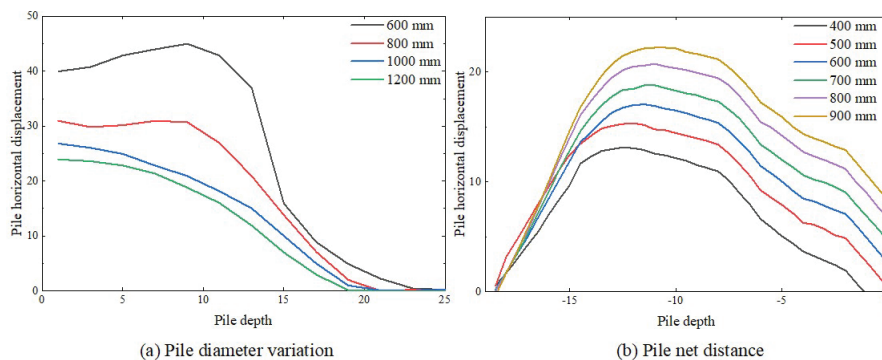 50
40
30
20
10
0
Pile horizontal displacement
600 mm
800 mm
1000 mm
1200 mm
0 5 10 15 20 25
Pile depth
(a) Pile diameter variation
20
10
0
Pile horizontal displacement
400 mm
500 mm
600 mm
700 mm
800 mm
900 mm
-15 -10 -5
Pile depth
(b) Pile net distance